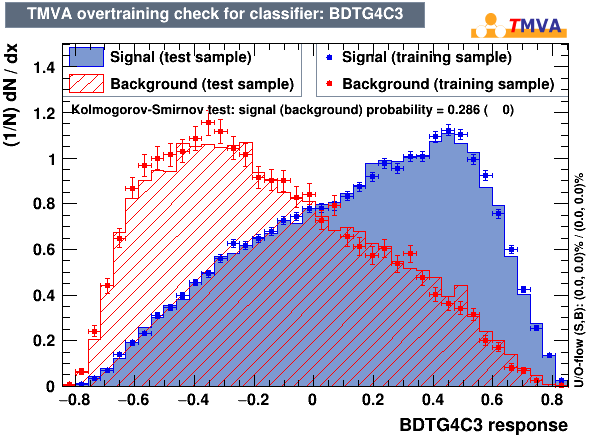 TMVA overtraining check for classifier: BDTG4C3
TMVA
(1/N) dN / dx
Signal (test sample)
Background (test sample)
Signal (training sample)
Background (training sample)
Kolmogorov-Smirnov test: signal (background) probability = 0.286 ( 0)
1.4
1.2
1
0.8
0.6
0.4
0.2
0
−0.8 −0.6 −0.4 −0.2 0 0.2 0.4 0.6 0.8
BDTG4C3 response
U/O-flow (S,B): (0.0, 0.0)% / (0.0, 0.0)%